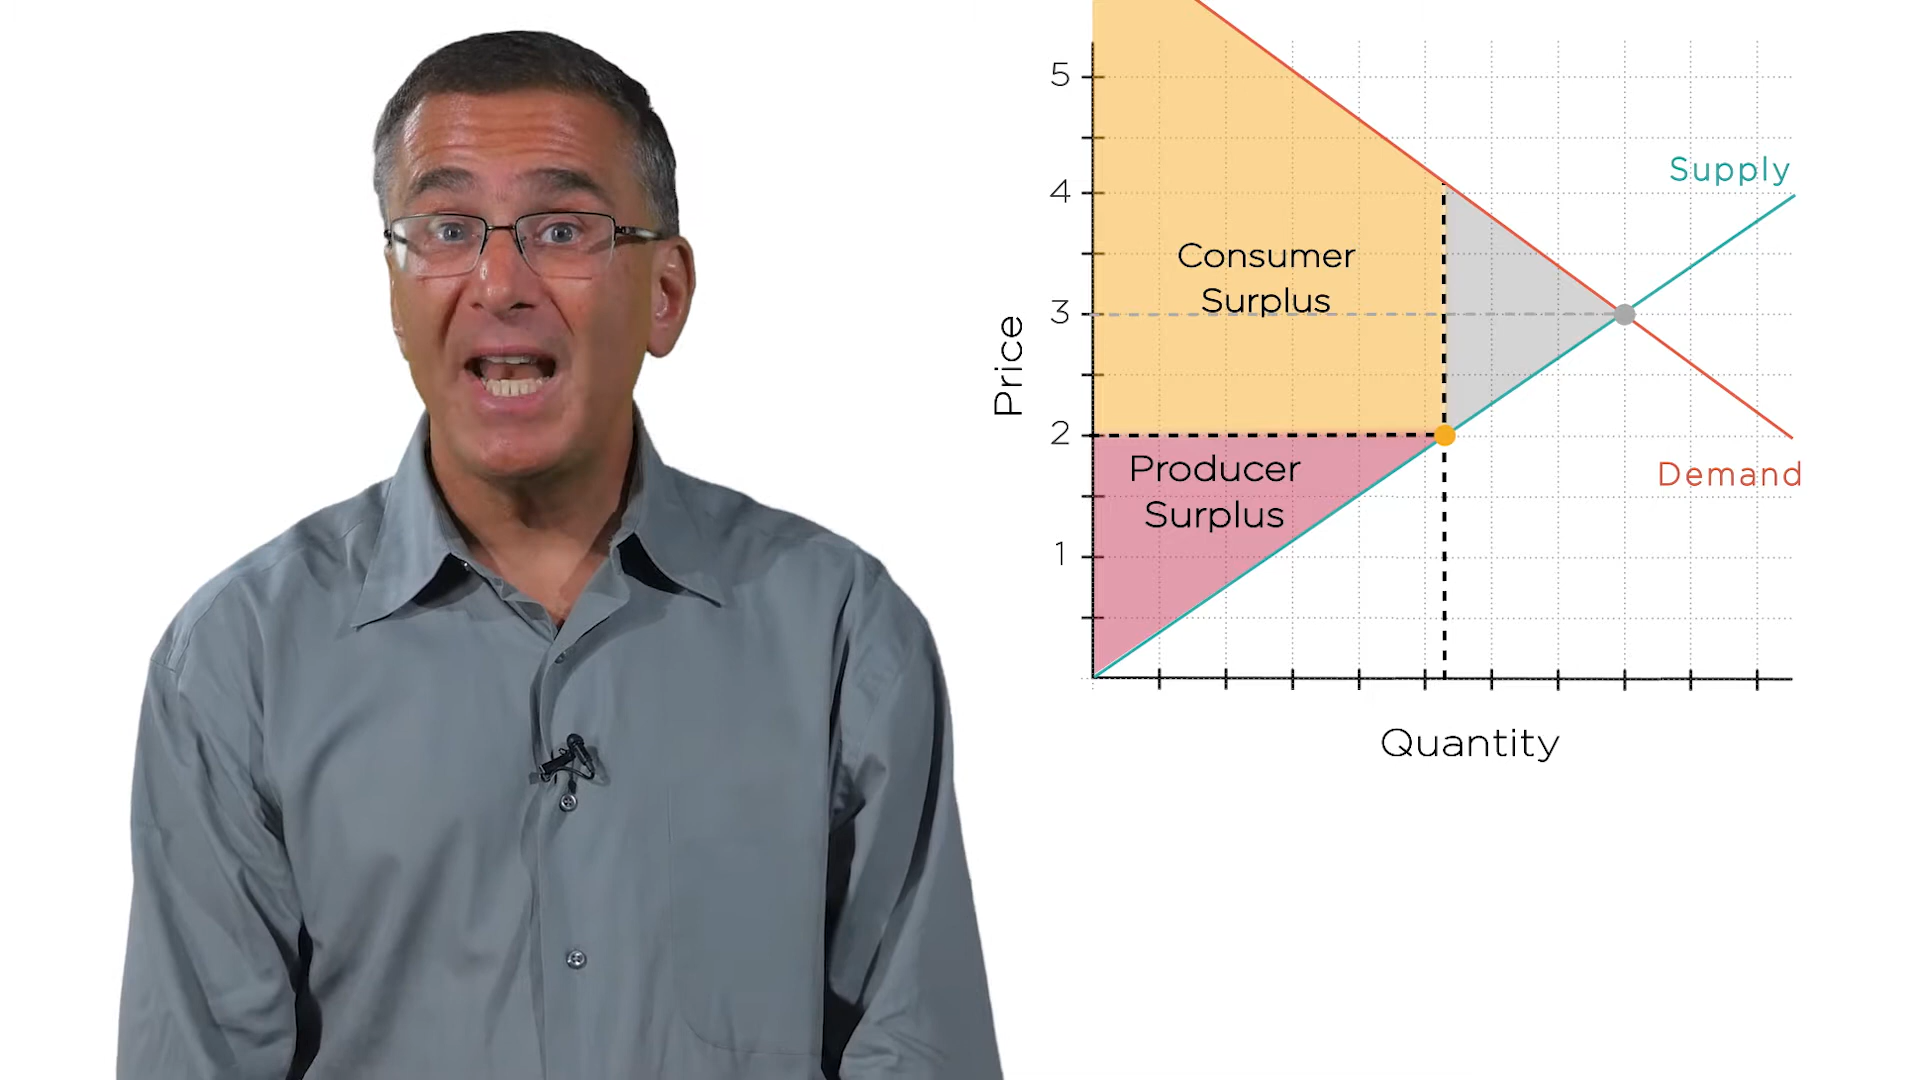 5
Supply
4
Consumer
Surplus
3
Price
2
Producer
Surplus
Demand
1
Quantity